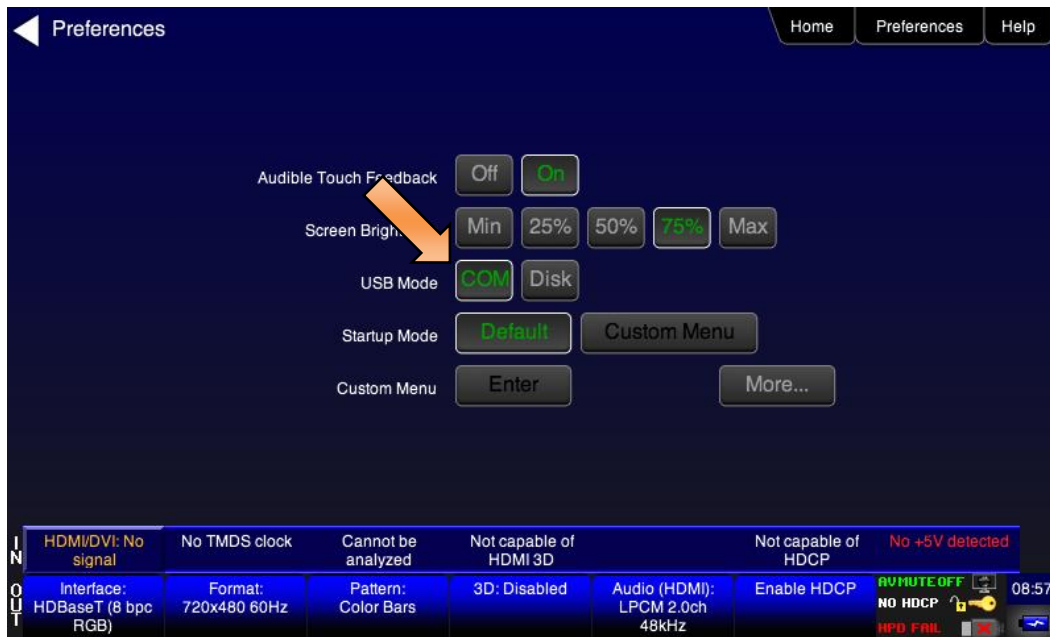 Preferences
Home Preferences Help
Audible Touch Feedback Off On
Screen Brigh Min 25% 50% 75% Max
USB Mode COM Disk
Startup Mode Default Custom Menu
Custom Menu Enter More...
IN
HDMI/DVI: No
signal
No TMDS clock
Cannot be
analyzed
Not capable of
HDMI 3D
Not capable of
HDCP
No +5V detected
OUT
Interface:
HDBaseT (8 bpc
RGB)
Format:
720x480 60Hz
Pattern:
Color Bars
3D: Disabled
Audio (HDMI):
LPCM 2.0ch
48kHz
Enable HDCP
AV MUTE OFF
NO HDCP
HPD FAIL
08:57